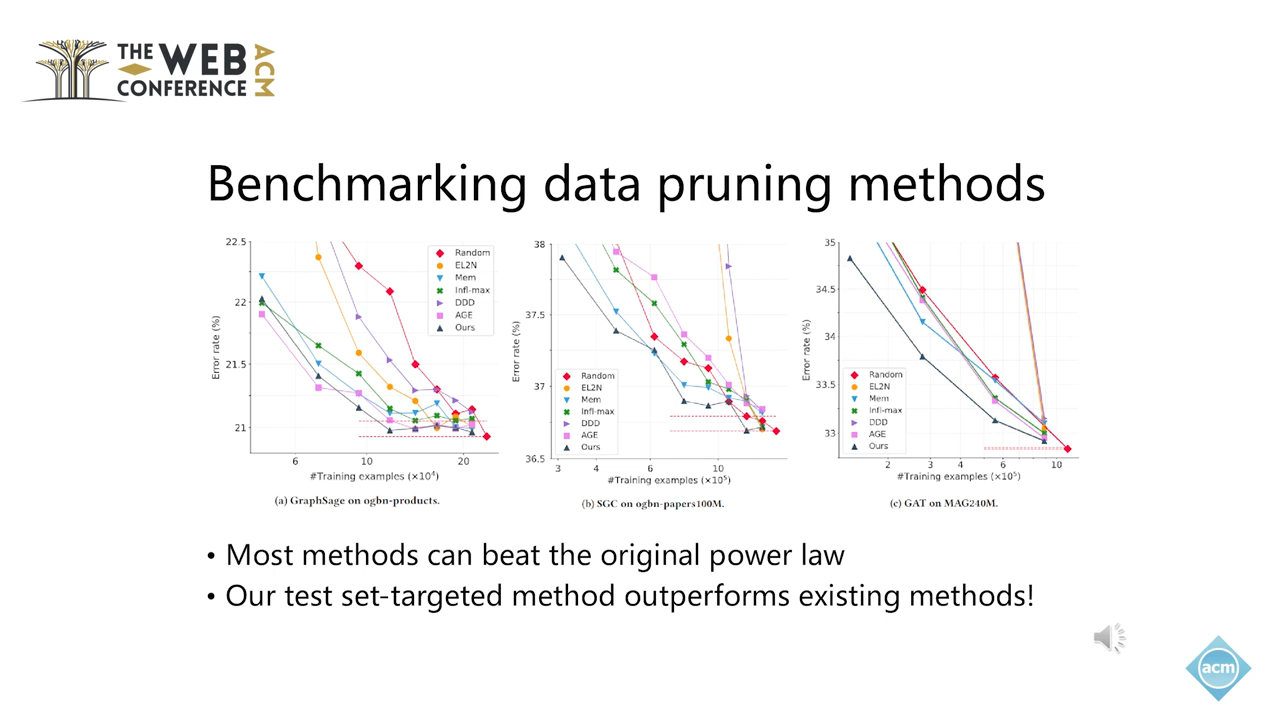 THE WEB
CONFERENCE
ACM
Benchmarking data pruning methods
22.5
22
21.5
21
Error rate (%)
6
10
20
#Training examples (×10⁴)
Random
EL2N
Mem
Infl-max
DDD
AGE
Ours
(a) GraphSage on ogbn-products.
38
37.5
37
36.5
Error rate (%)
3
4
6
10
#Training examples (×10⁵)
Random
EL2N
Mem
Infl-max
DDD
AGE
Ours
(b) SGC on ogbn-papers100M.
35
34.5
34
33.5
33
Error rate (%)
2
3
4
6
10
#Training examples (×10⁵)
Random
EL2N
Mem
Infl-max
DDD
AGE
Ours
(c) GAT on MAG240M.
• Most methods can beat the original power law
• Our test set-targeted method outperforms existing methods!
acm